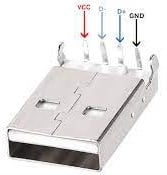 VCC D- D+ GND